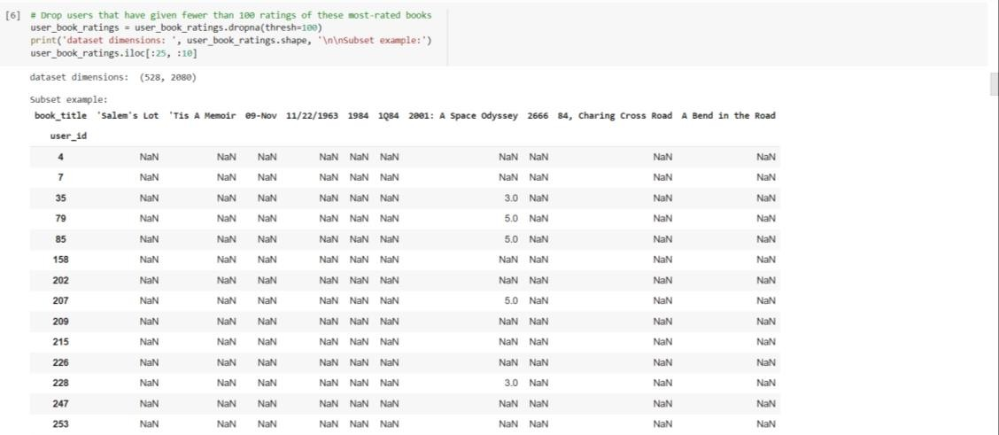 [6] # Drop users that have given fewer than 100 ratings of these most-rated books
user_book_ratings = user_book_ratings.dropna(thresh=100)
print('dataset dimensions: ', user_book_ratings.shape, '\n\nSubset example:')
user_book_ratings.iloc[:25, :10]
dataset dimensions:  (528, 2080)
Subset example:
book_title 'Salem's Lot 'Tis A Memoir 09-Nov 11/22/1963 1984 1Q84 2001: A Space Odyssey 2666 84, Charing Cross Road A Bend in the Road
user_id
4 NaN NaN NaN NaN NaN NaN NaN NaN NaN NaN
7 NaN NaN NaN NaN NaN NaN NaN NaN NaN NaN
35 NaN NaN NaN NaN NaN NaN 3.0 NaN NaN NaN
79 NaN NaN NaN NaN NaN NaN 5.0 NaN NaN NaN
85 NaN NaN NaN NaN NaN NaN 5.0 NaN NaN NaN
158 NaN NaN NaN NaN NaN NaN NaN NaN NaN NaN
202 NaN NaN NaN NaN NaN NaN NaN NaN NaN NaN
207 NaN NaN NaN NaN NaN NaN 5.0 NaN NaN NaN
209 NaN NaN NaN NaN NaN NaN NaN NaN NaN NaN
215 NaN NaN NaN NaN NaN NaN NaN NaN NaN NaN
226 NaN NaN NaN NaN NaN NaN NaN NaN NaN NaN
228 NaN NaN NaN NaN NaN NaN 3.0 NaN NaN NaN
247 NaN NaN NaN NaN NaN NaN NaN NaN NaN NaN
253 NaN NaN NaN NaN NaN NaN NaN NaN NaN NaN